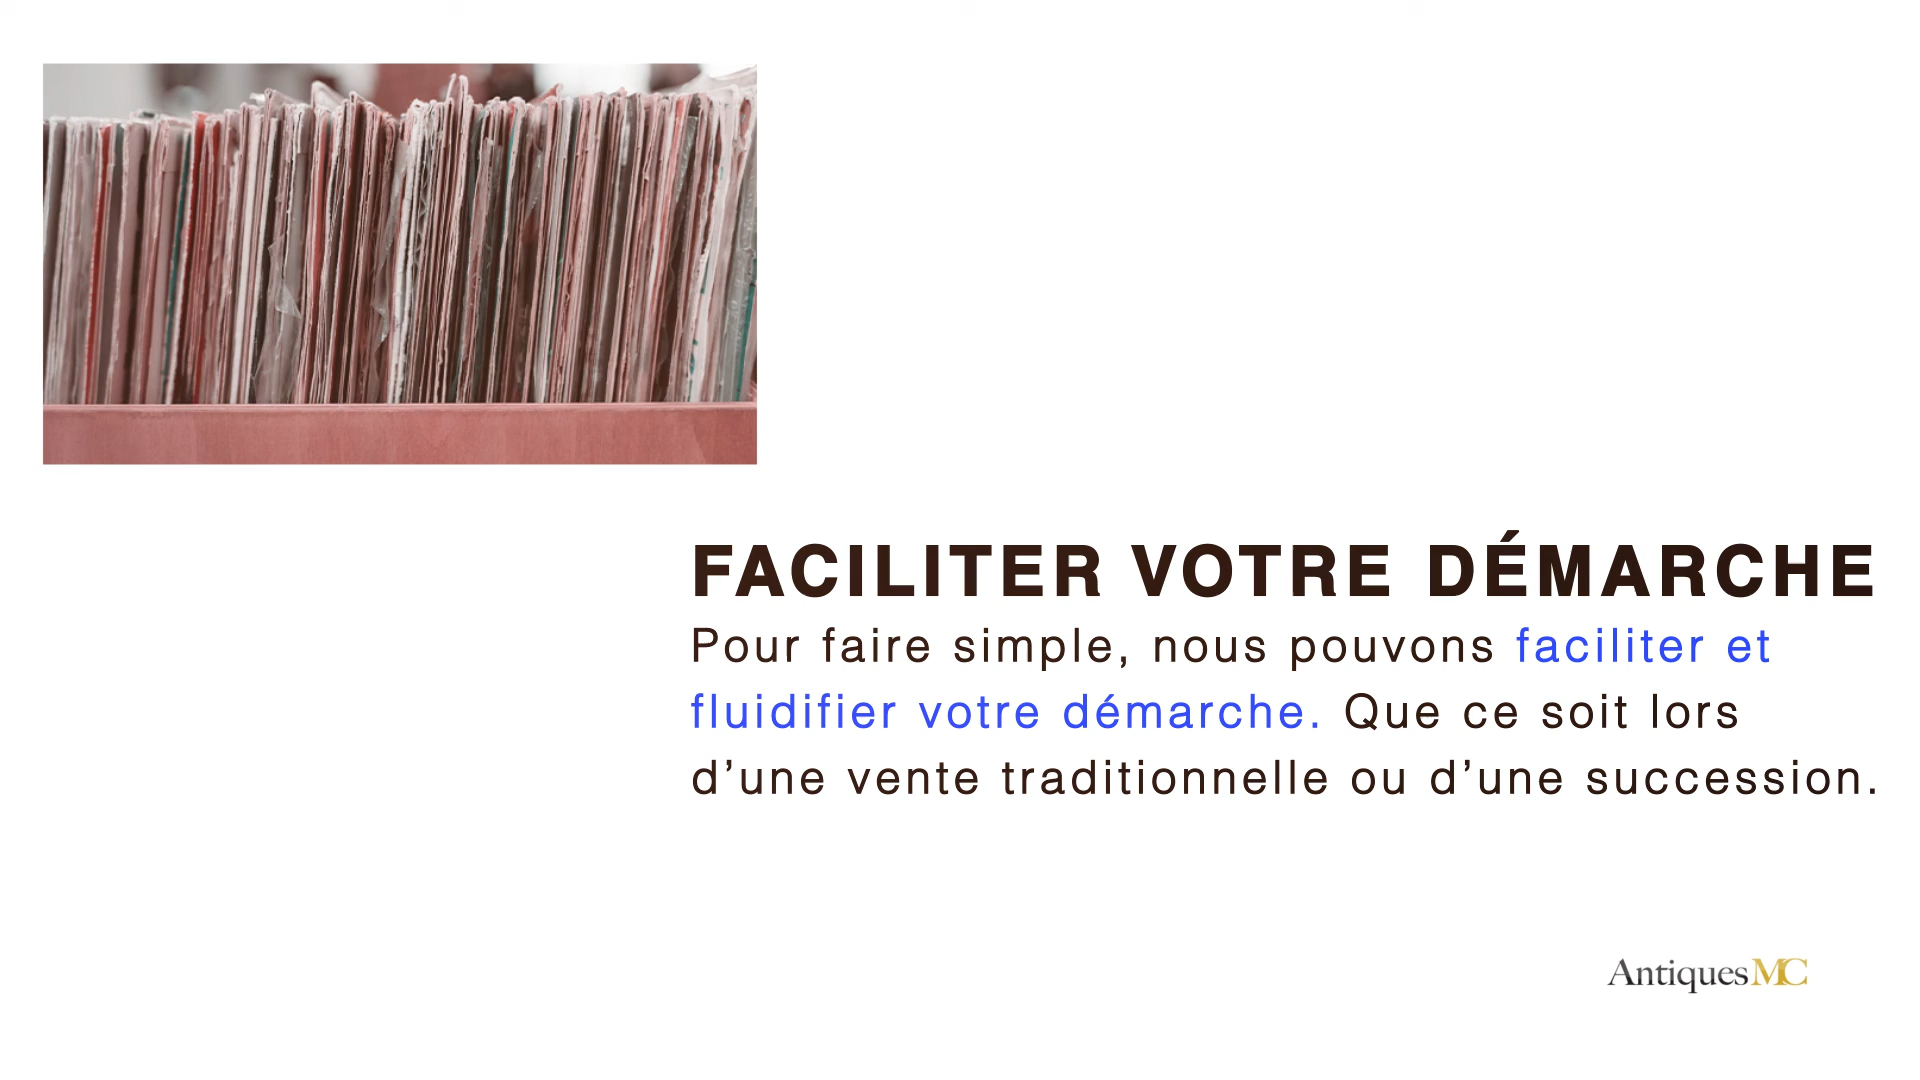 FACILITER VOTRE DÉMARCHE
Pour faire simple, nous pouvons faciliter et
fluidifier votre démarche. Que ce soit lors
d’une vente traditionnelle ou d’une succession.
AntiquesMC